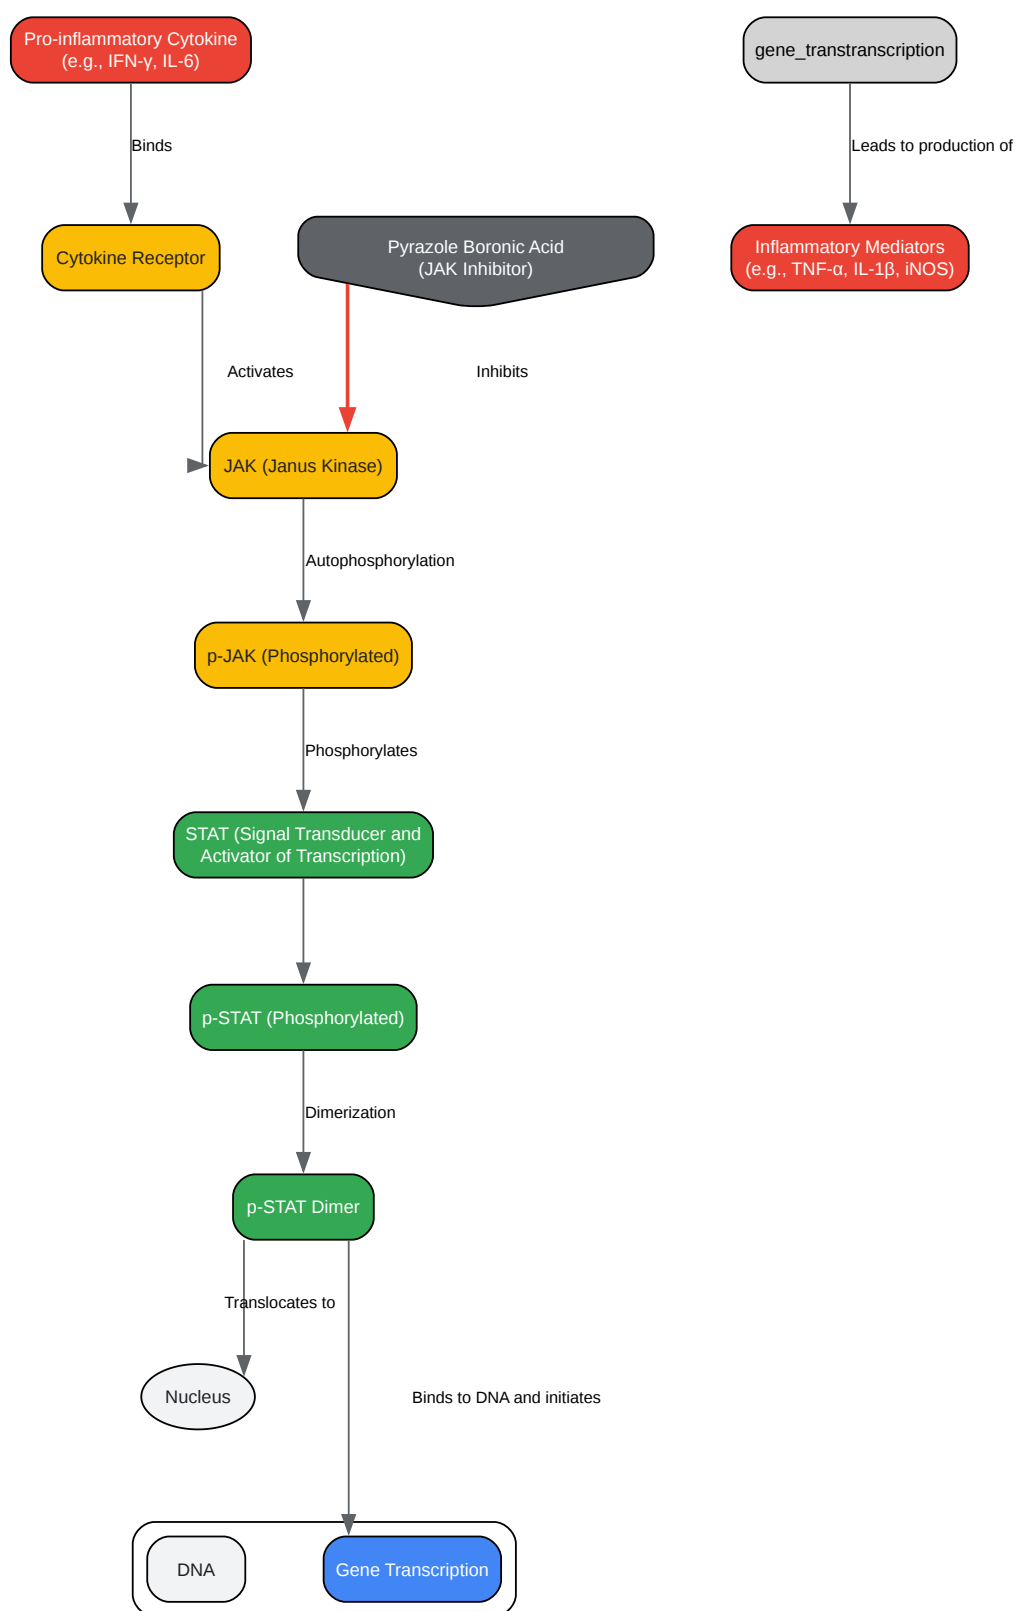 Pro-inflammatory Cytokine
(e.g., IFN-γ, IL-6)
gene_transtranscription
Binds
Leads to production of
Cytokine Receptor
Pyrazole Boronic Acid
(JAK Inhibitor)
Inflammatory Mediators
(e.g., TNF-α, IL-1β, iNOS)
Activates
Inhibits
JAK (Janus Kinase)
Autophosphorylation
p-JAK (Phosphorylated)
Phosphorylates
STAT (Signal Transducer and
Activator of Transcription)
p-STAT (Phosphorylated)
Dimerization
p-STAT Dimer
Translocates to
Nucleus
Binds to DNA and initiates
DNA
Gene Transcription